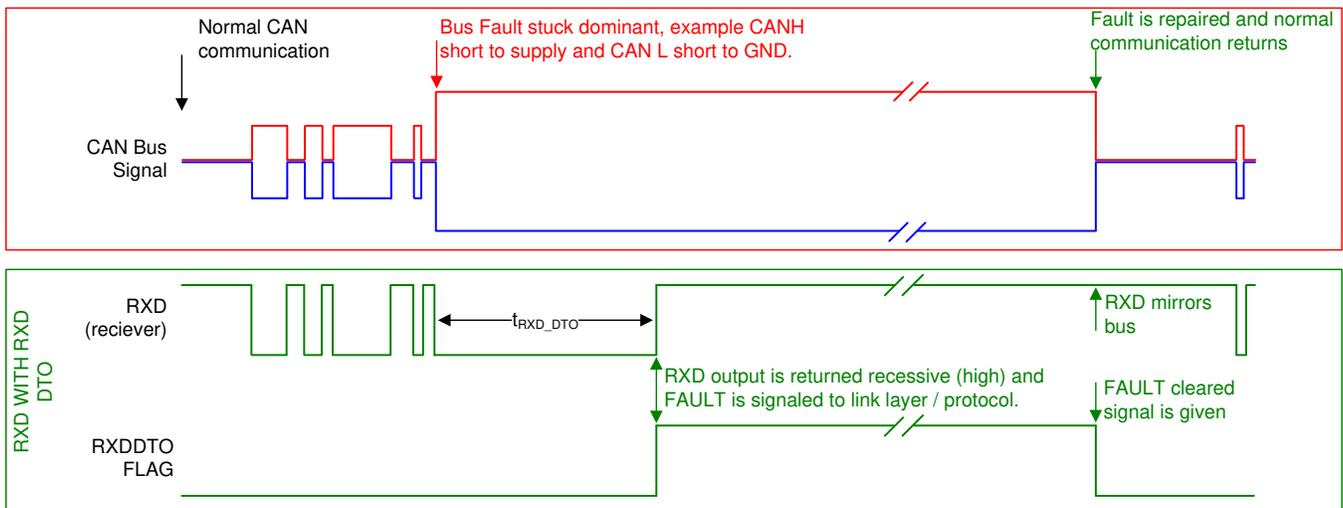 Normal CAN
communication
Bus Fault stuck dominant, example CANH
short to supply and CAN L short to GND.
Fault is repaired and normal
communication returns
CAN Bus
Signal
RXD WITH RXD
DTO
RXD
(reciever)
tRXD_DTO
RXD mirrors
bus
RXD output is returned recessive (high) and
FAULT is signaled to link layer / protocol.
FAULT cleared
signal is given
RXDDTO
FLAG